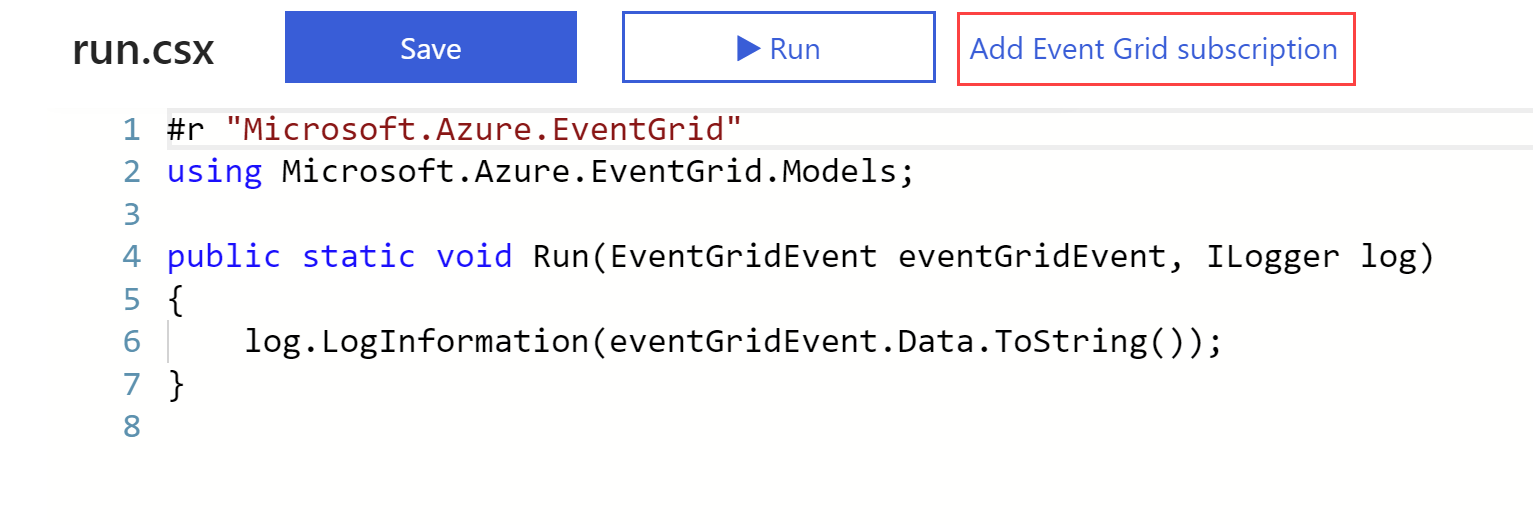 run.csx Save Run Add Event Grid subscription
1 #r "Microsoft.Azure.EventGrid"
2 using Microsoft.Azure.EventGrid.Models;
3
4 public static void Run(EventGridEvent eventGridEvent, ILogger log)
5 {
6 log.LogInformation(eventGridEvent.Data.ToString());
7 }
8